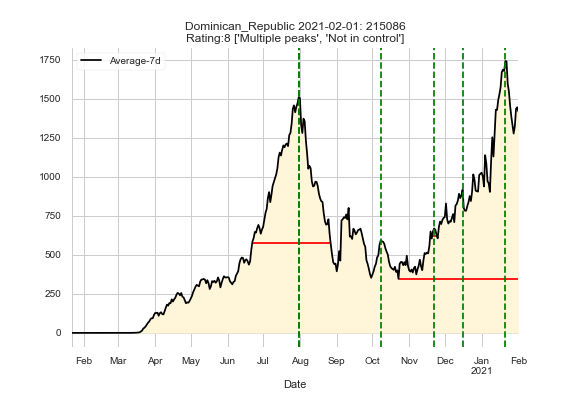 Dominican_Republic 2021-02-01: 215086
Rating:8 ['Multiple peaks', 'Not in control']
Average-7d
1750
1500
1250
1000
750
500
250
0
Feb Mar Apr May Jun Jul Aug Sep Oct Nov Dec Jan Feb
2021
Date